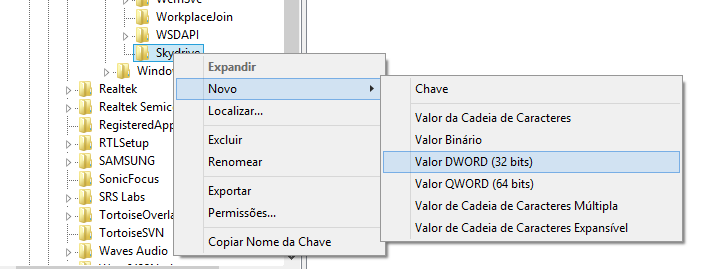 WorkplaceJoin
WSDAPI
Skydrive
Window
Realtek
Realtek Semic
RegisteredApp
RTLSetup
SAMSUNG
SonicFocus
SRS Labs
TortoiseOverla
TortoiseSVN
Waves Audio
Expandir
Novo
Localizar...
Excluir
Renomear
Exportar
Permissões...
Copiar Nome da Chave
Chave
Valor da Cadeia de Caracteres
Valor Binário
Valor DWORD (32 bits)
Valor QWORD (64 bits)
Valor de Cadeia de Caracteres Múltipla
Valor de Cadeia de Caracteres Expansível